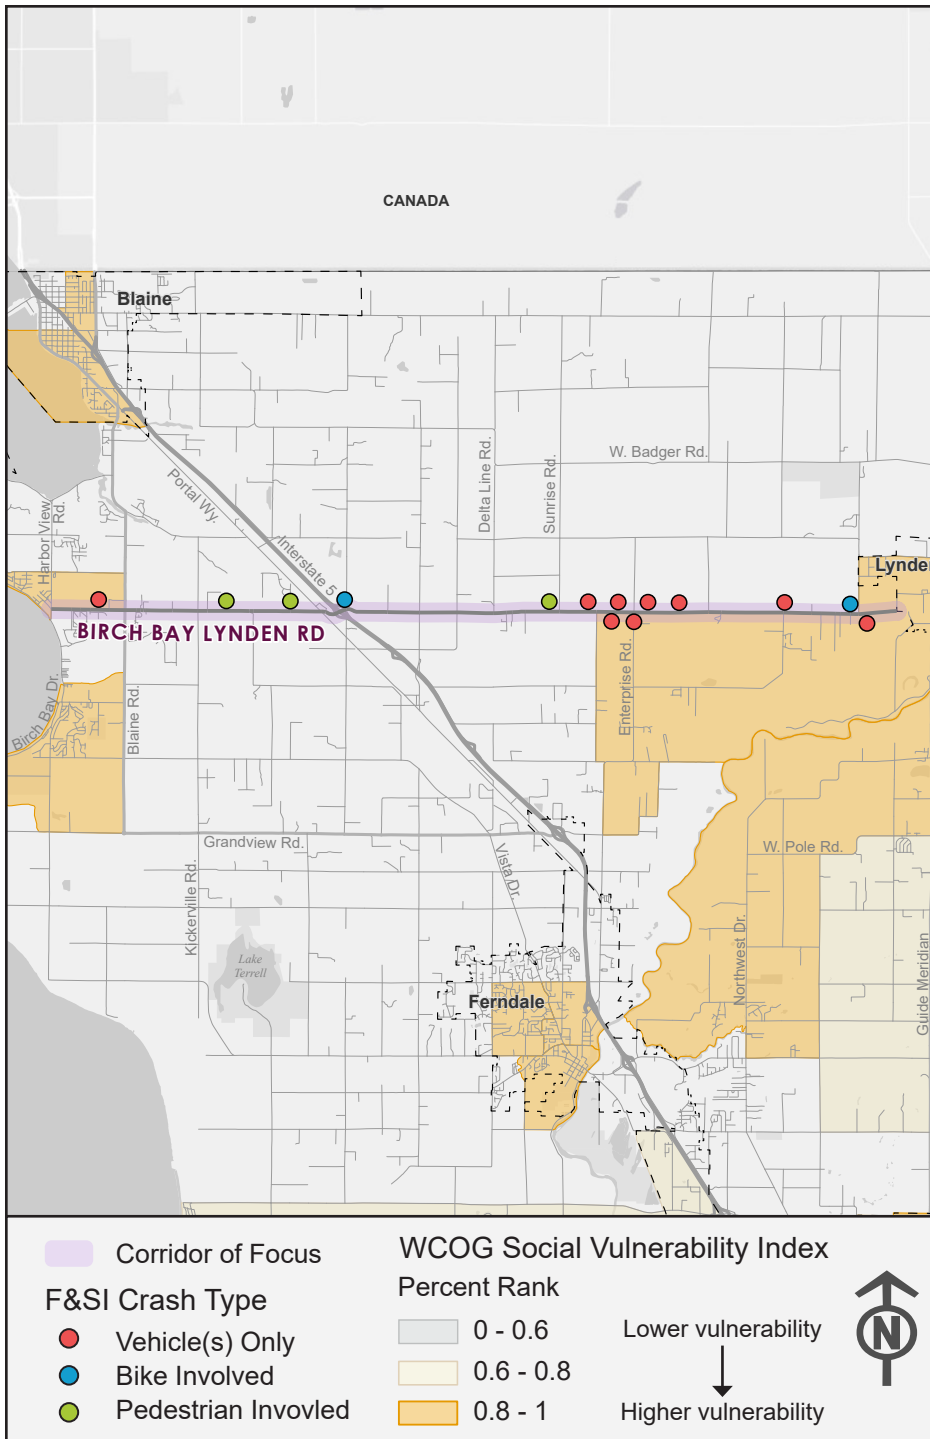 CANADA
Blaine
W. Badger Rd.
Delta Line Rd.
Sunrise Rd.
Portal Wy.
Harbor View
Rd.
Interstate 5
Lynden
BIRCH BAY LYNDEN RD
Birch Bay Dr.
Blaine Rd.
Enterprise Rd.
Grandview Rd.
Vista Dr.
W. Pole Rd.
Kickerville Rd.
Lake
Terrell
Northwest Dr.
Guide Meridian
Ferndale
Corridor of Focus
F&SI Crash Type
Vehicle(s) Only
Bike Involved
Pedestrian Invovled
WCOG Social Vulnerability Index
Percent Rank
0 - 0.6
0.6 - 0.8
0.8 - 1
Lower vulnerability
Higher vulnerability
N